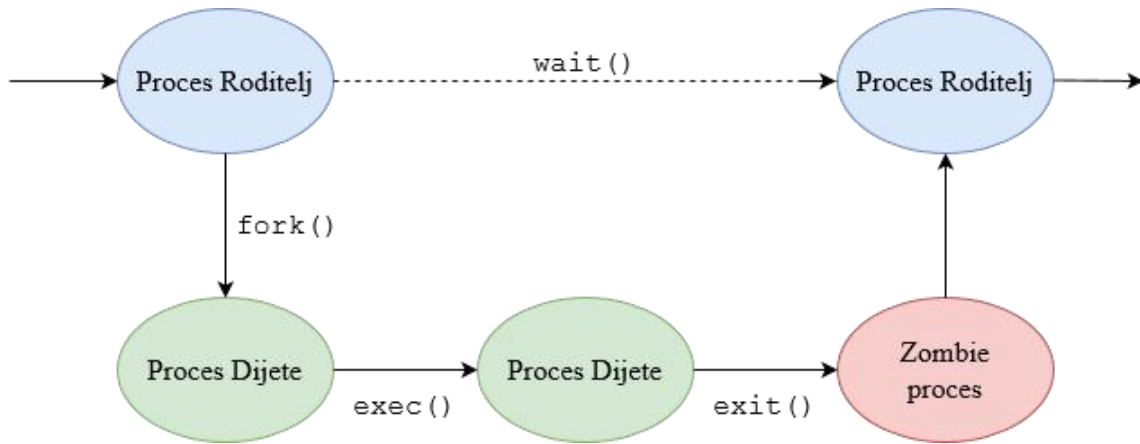 Proces Roditelj
wait()
Proces Roditelj
fork()
Proces Dijete
exec()
Proces Dijete
exit()
Zombie
proces